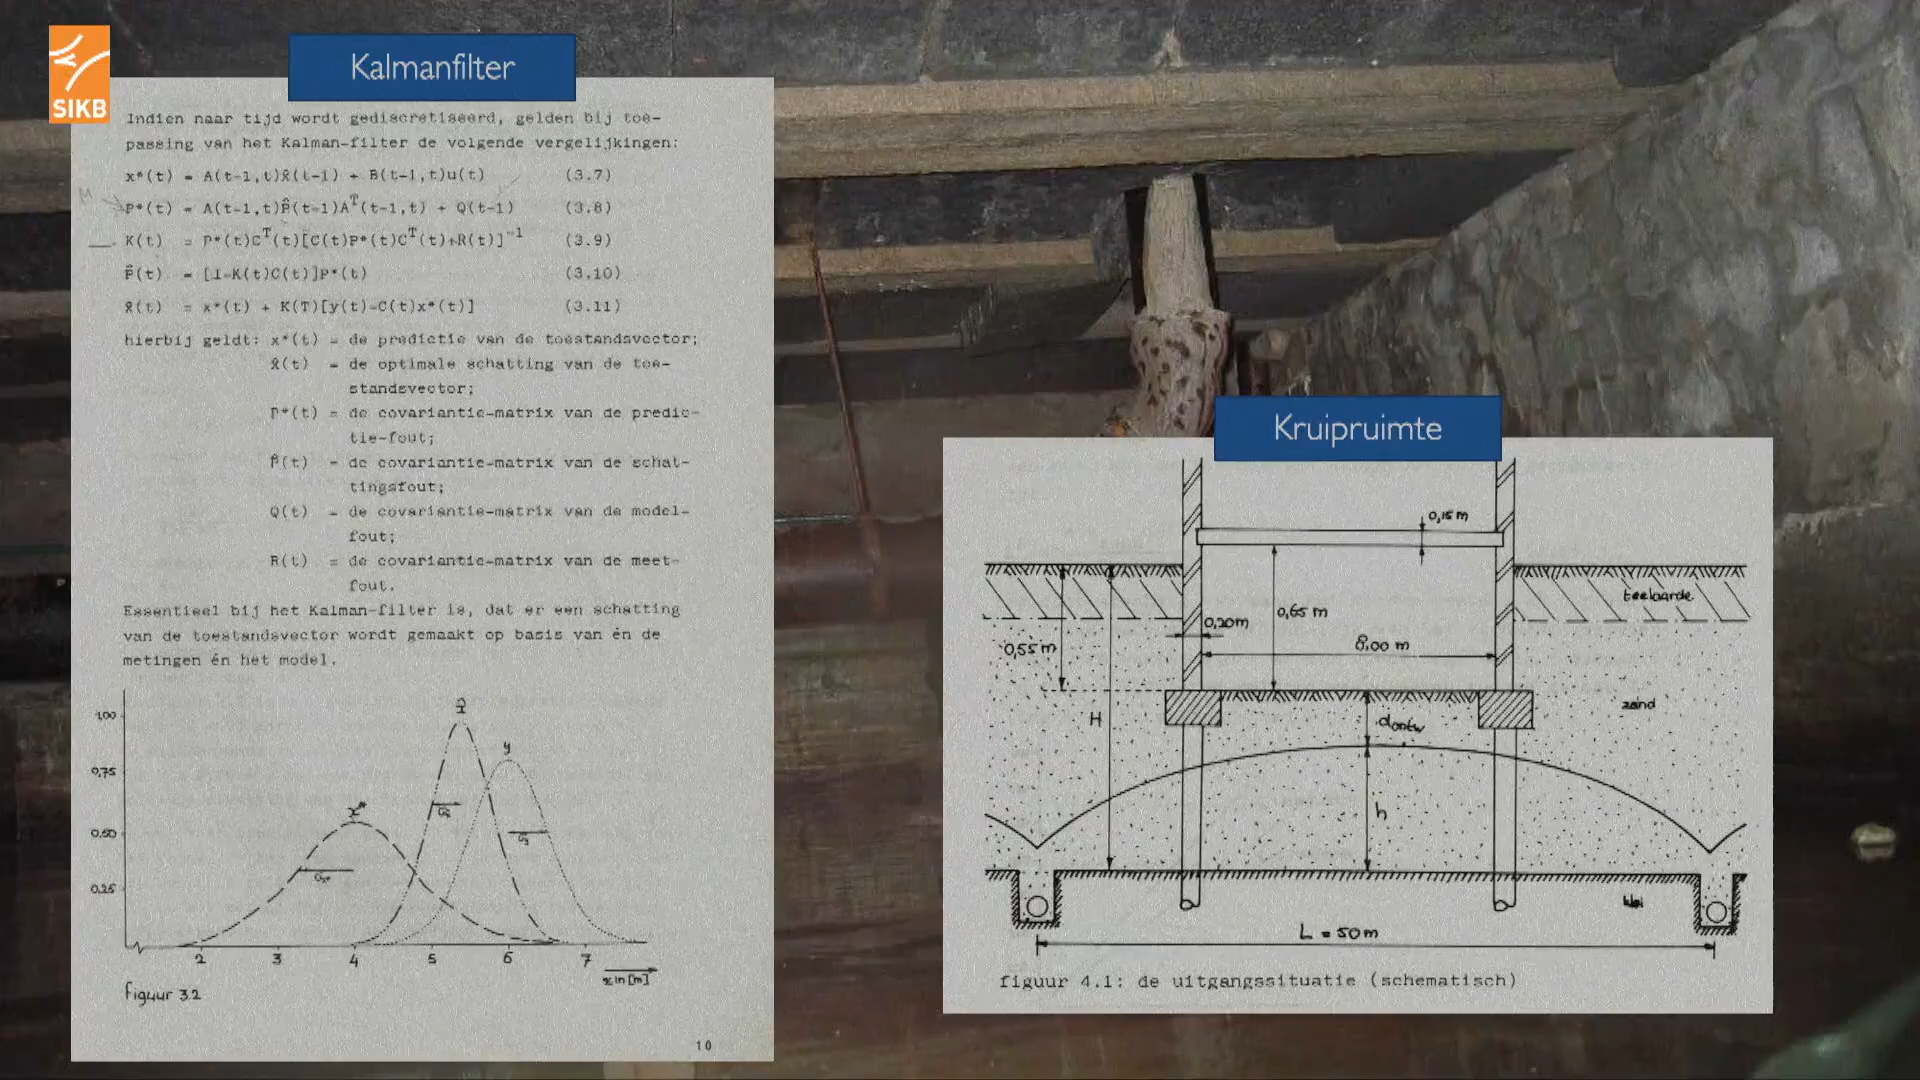 SIKB
Kalmanfilter
Indien naar tijd wordt gediscretiseerd, gelden bij toe-
passing van het Kalman-filter de volgende vergelijkingen:
x*(t) = A(t-1,t)x̂(t-1) + B(t-1,t)u(t) (3.7)
P*(t) = A(t-1,t)P̂(t-1)Aᵀ(t-1,t) + Q(t-1) (3.8)
K(t) = P*(t)Cᵀ(t)[C(t)P*(t)Cᵀ(t)+R(t)]⁻¹ (3.9)
P̂(t) = [I-K(t)C(t)]P*(t) (3.10)
x̂(t) = x*(t) + K(T)[y(t)-C(t)x*(t)] (3.11)
hierbij geldt: x*(t) = de predictie van de toestandsvector;
x̂(t) = de optimale schatting van de toe-
standsvector;
P*(t) = de covariantie-matrix van de predic-
tie-fout;
P̂(t) = de covariantie-matrix van de schat-
tingsfout;
Q(t) = de covariantie-matrix van de model-
fout;
R(t) = de covariantie-matrix van de meet-
fout.
Essentieel bij het Kalman-filter is, dat er een schatting
van de toestandsvector wordt gemaakt op basis van én de
metingen én het model.
1,00
0,75
0,50
0,25
x*
x̂
y
2 3 4 5 6 7
x in [m]
figuur 3.2
10
Kruipruimte
0,15 m
teelaarde
0,65 m
0,20 m
0,55 m
8,00 m
H
d ontw
zand
h
klei
L = 50 m
figuur 4.1: de uitgangssituatie (schematisch)